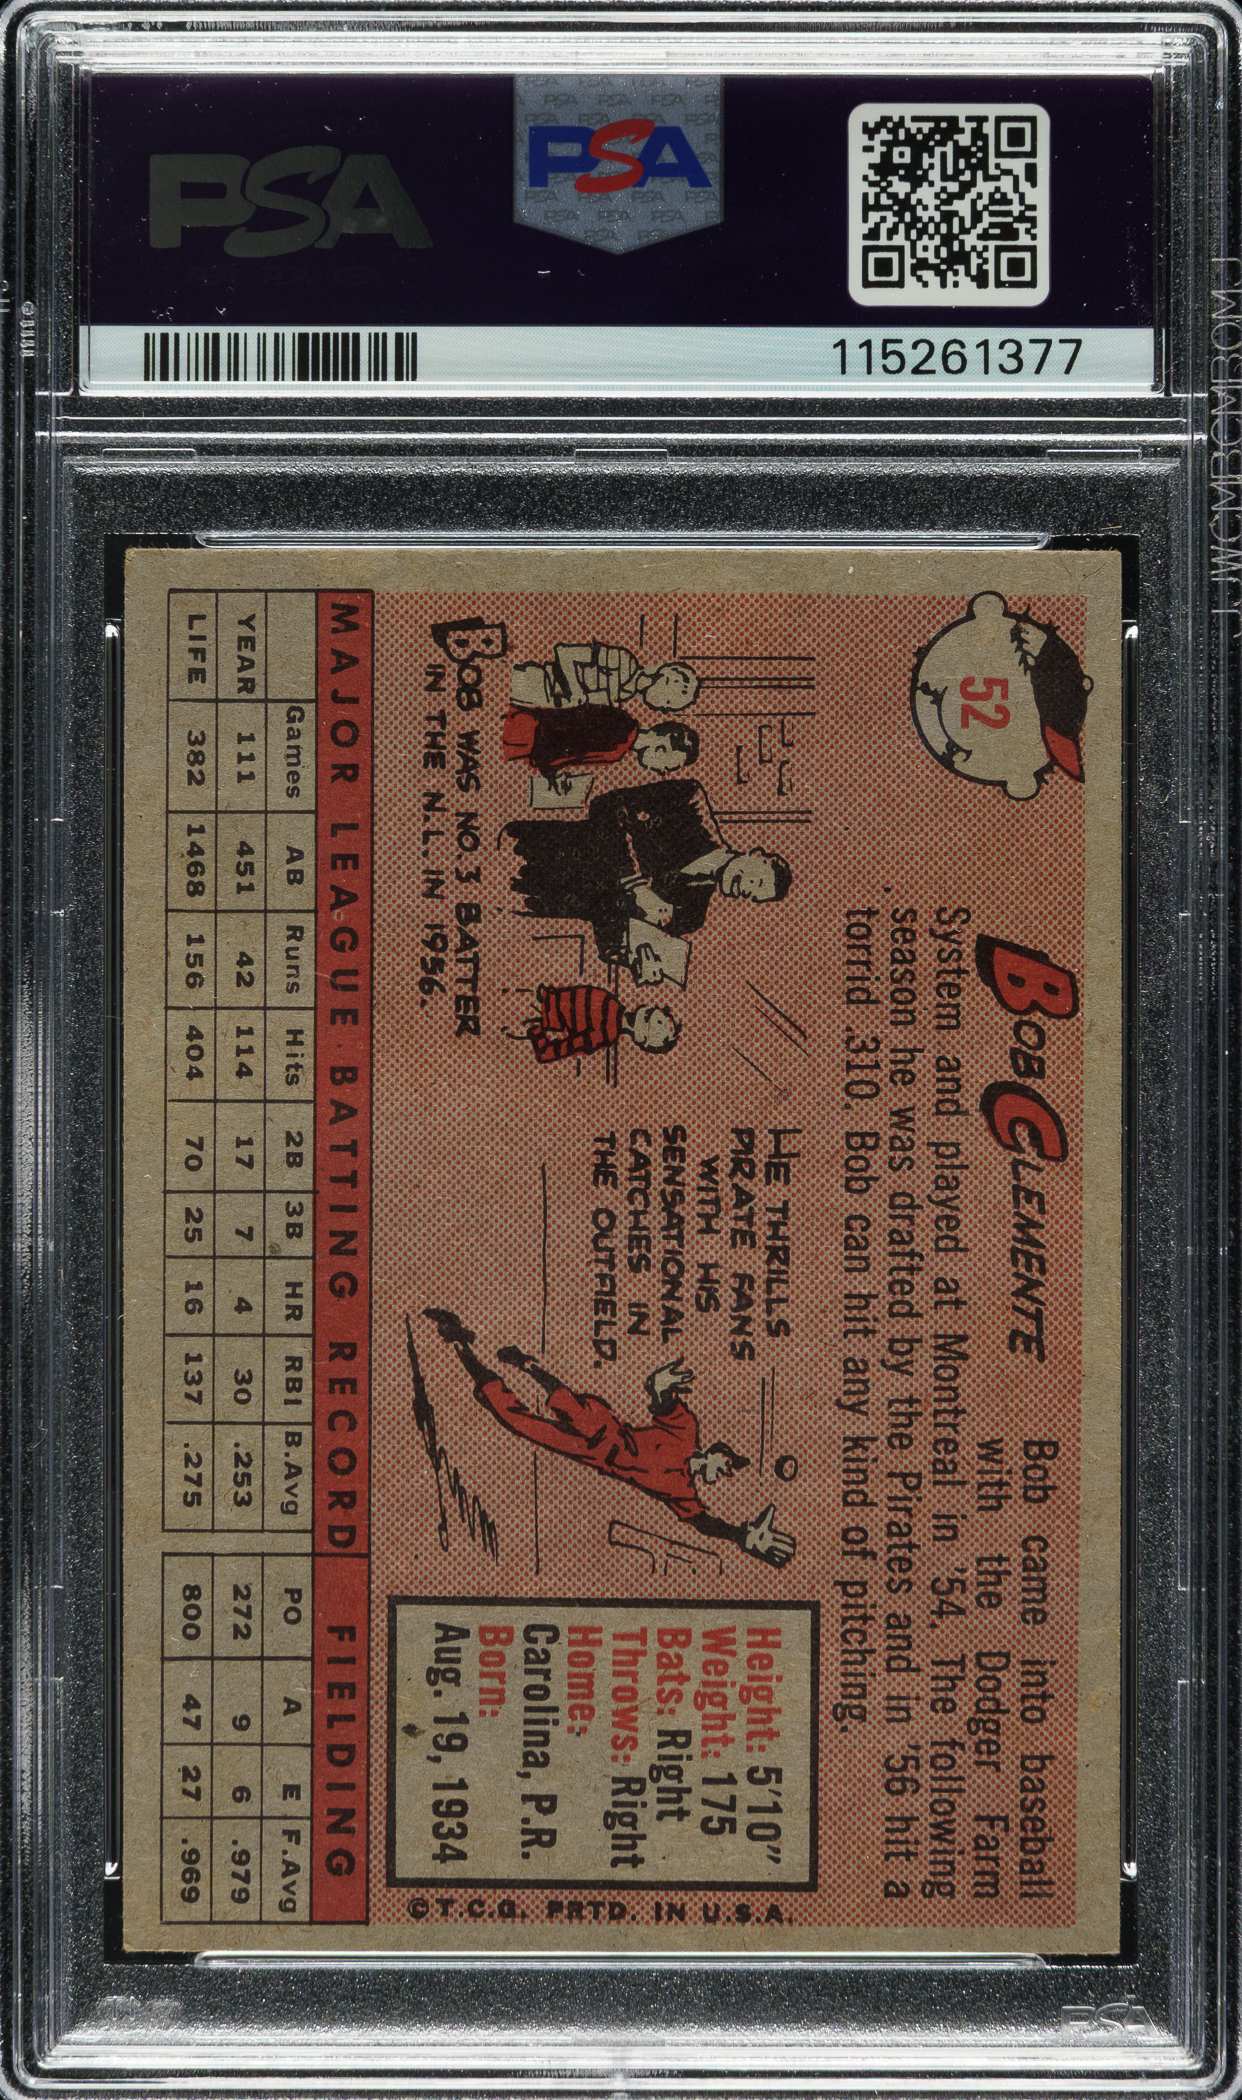 PSA
PSA
115261377
52
BOB CLEMENTE
Bob came into baseball
with the Dodger Farm
System and played at Montreal in '54. The following
season he was drafted by the Pirates and in '56 hit a
torrid .310. Bob can hit any kind of pitching.
HE THRILLS
PIRATE FANS
WITH HIS
SENSATIONAL
CATCHES IN
THE OUTFIELD.
BOB WAS NO. 3 BATTER
IN THE N.L. IN 1956.
Height: 5'10"
Weight: 175
Bats: Right
Throws: Right
Home:
Carolina, P.R.
Born:
Aug. 19, 1934
© T.C.G. PRTD. IN U.S.A.
MAJOR LEAGUE BATTING RECORD FIELDING
Games AB Runs Hits 2B 3B HR RBI B.Avg PO A E F.Avg
YEAR 111 451 42 114 17 7 4 30 .253 272 9 6 .979
LIFE 382 1468 156 404 70 25 16 137 .275 800 47 27 .969
PSA